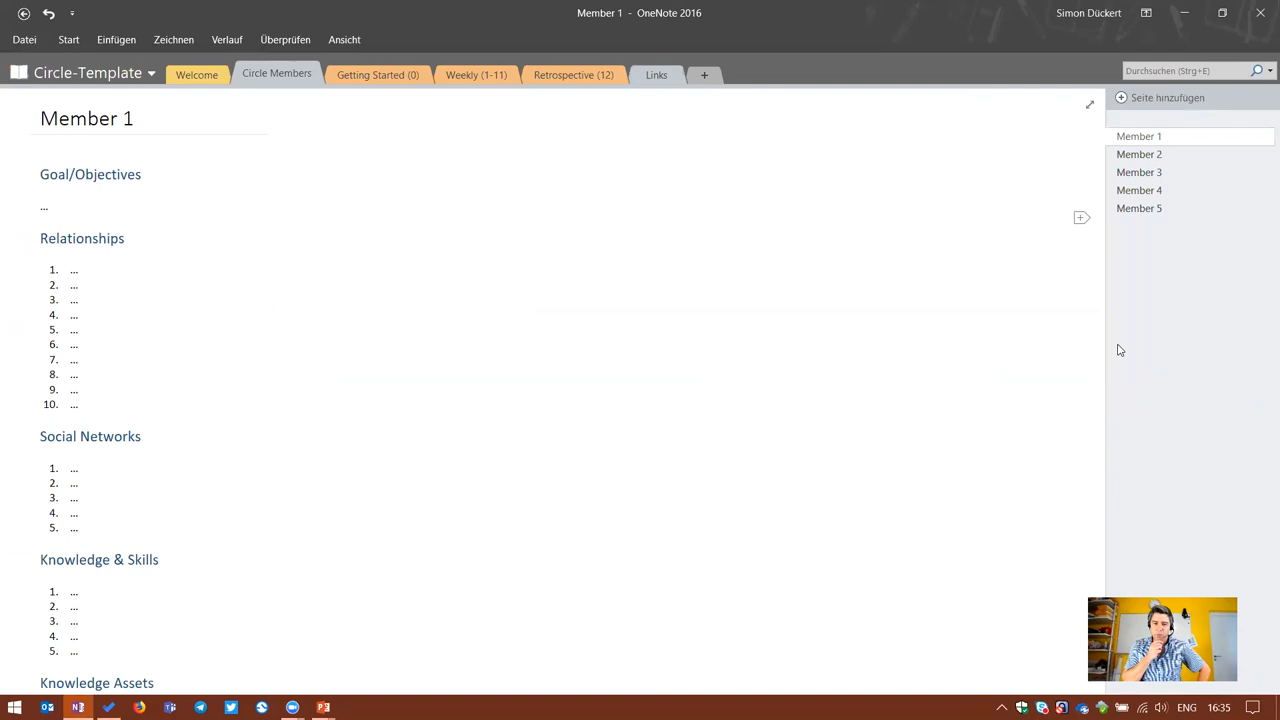 Member 1 - OneNote 2016
Simon Dückert
Datei Start Einfügen Zeichnen Verlauf Überprüfen Ansicht
Circle-Template Welcome Circle Members Getting Started (0) Weekly (1-11) Retrospective (12) Links
Durchsuchen (Strg+E)
Seite hinzufügen
Member 1
Member 2
Member 3
Member 4
Member 5
Member 1
Goal/Objectives
...
Relationships
1. ...
2. ...
3. ...
4. ...
5. ...
6. ...
7. ...
8. ...
9. ...
10. ...
Social Networks
1. ...
2. ...
3. ...
4. ...
5. ...
Knowledge & Skills
1. ...
2. ...
3. ...
4. ...
5. ...
Knowledge Assets
ENG 16:35